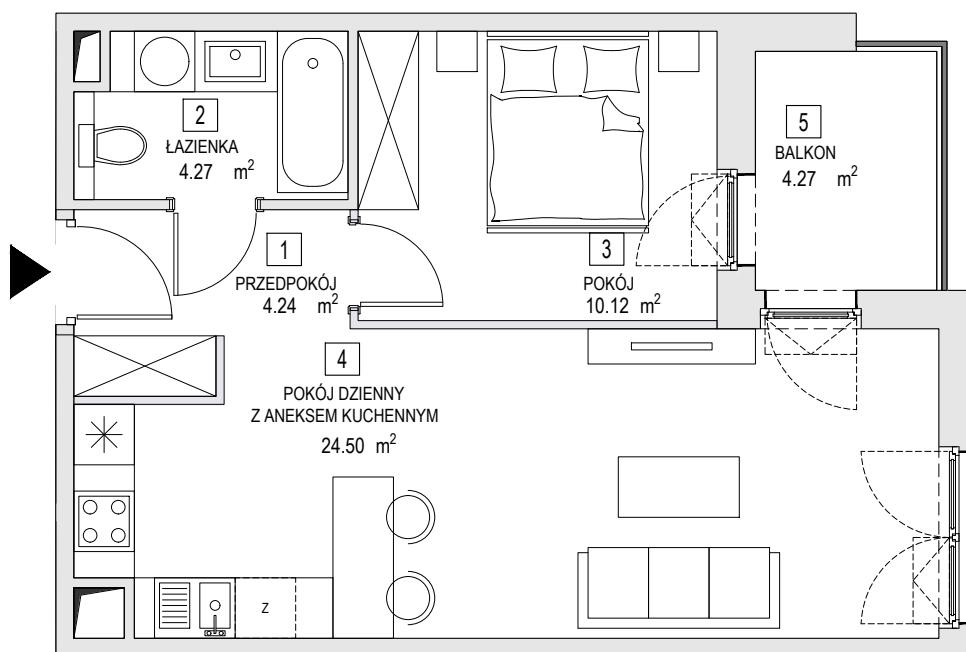 2
ŁAZIENKA
4.27 m²
1
PRZEDPOKÓJ
4.24 m²
3
POKÓJ
10.12 m²
5
BALKON
4.27 m²
4
POKÓJ DZIENNY
Z ANEKSEM KUCHENNYM
24.50 m²
Z